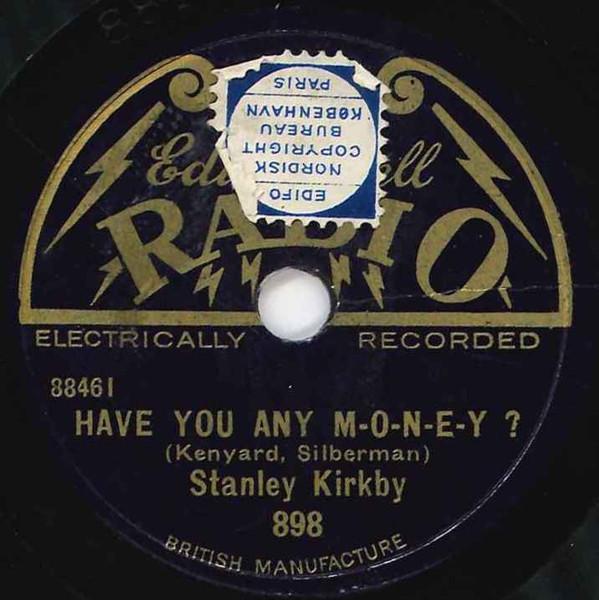 PARIS
KØBENHAVN
BUREAU
COPYRIGHT
NORDISK
EDIFO
RADIO
ELECTRICALLY RECORDED
88461
HAVE YOU ANY M-O-N-E-Y ?
(Kenyard, Silberman)
Stanley Kirkby
898
BRITISH MANUFACTURE